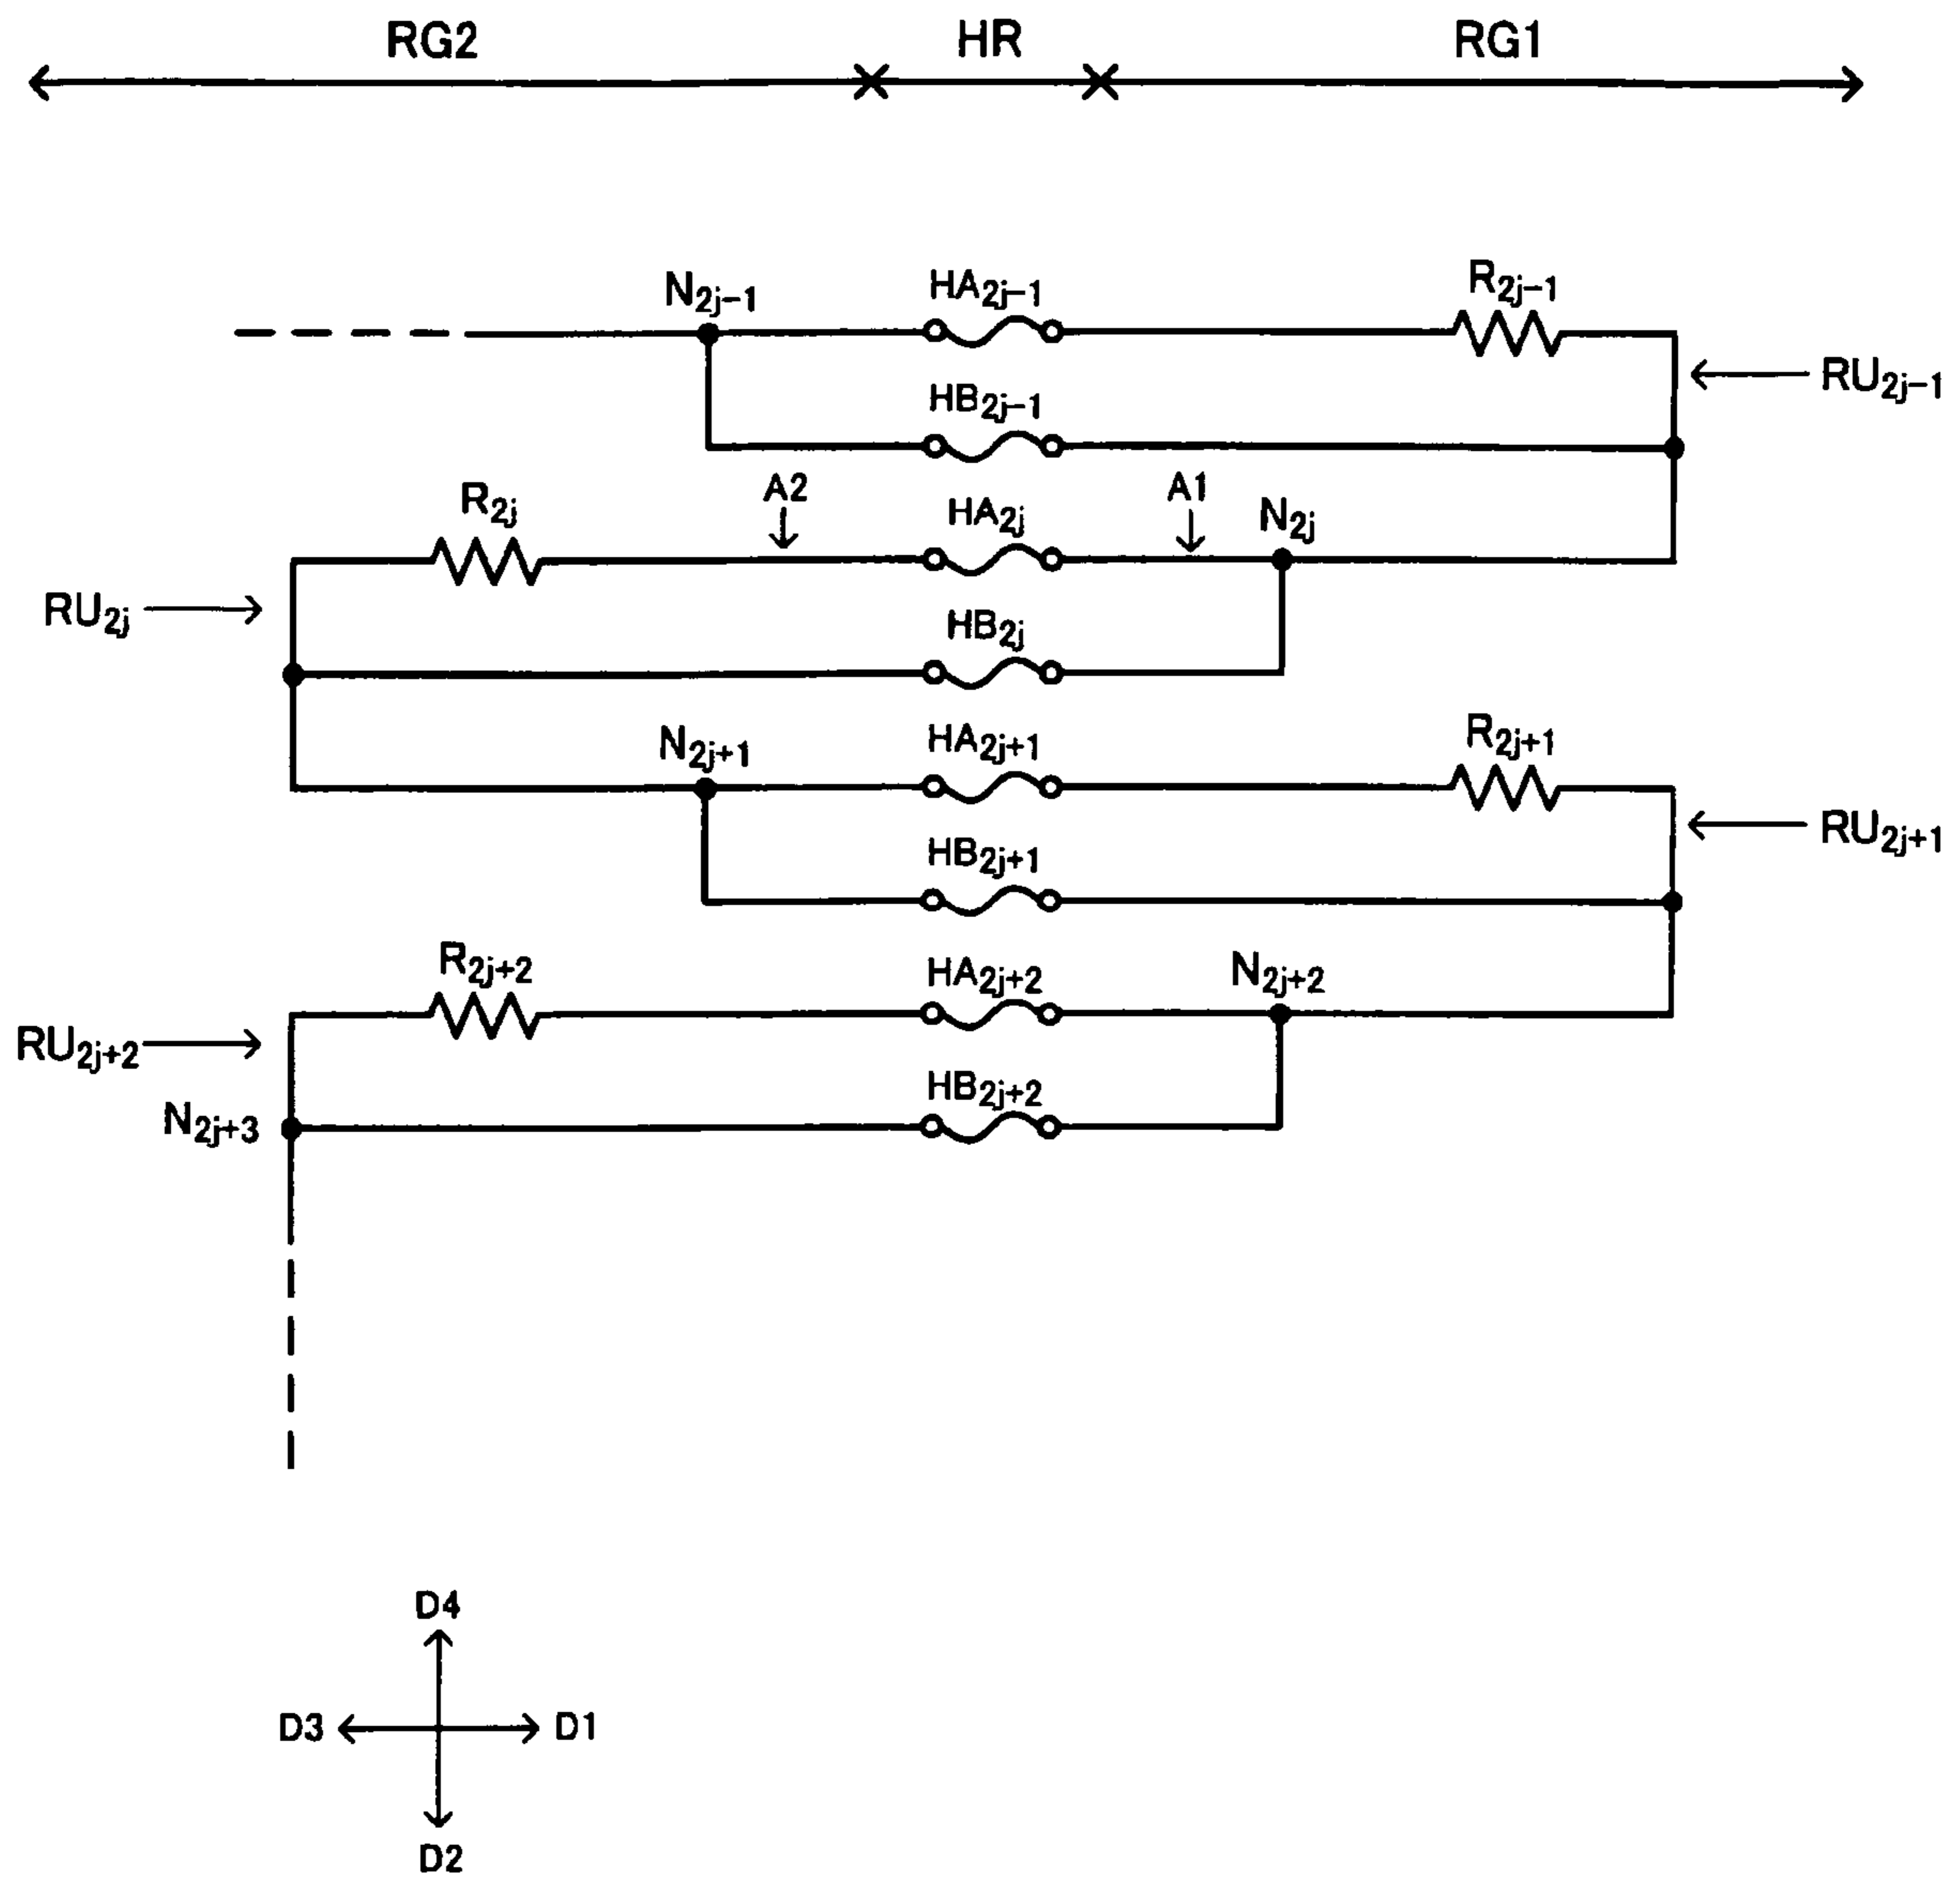 RG2 HR RG1
N2j−1 HA2j−1 R2j−1
RU2j−1
HB2j−1
R2j A2 HA2j A1 N2j
RU2j
HB2j
N2j+1 HA2j+1 R2j+1
RU2j+1
HB2j+1
R2j+2 HA2j+2 N2j+2
RU2j+2
HB2j+2
N2j+3
D4
D3 D1
D2